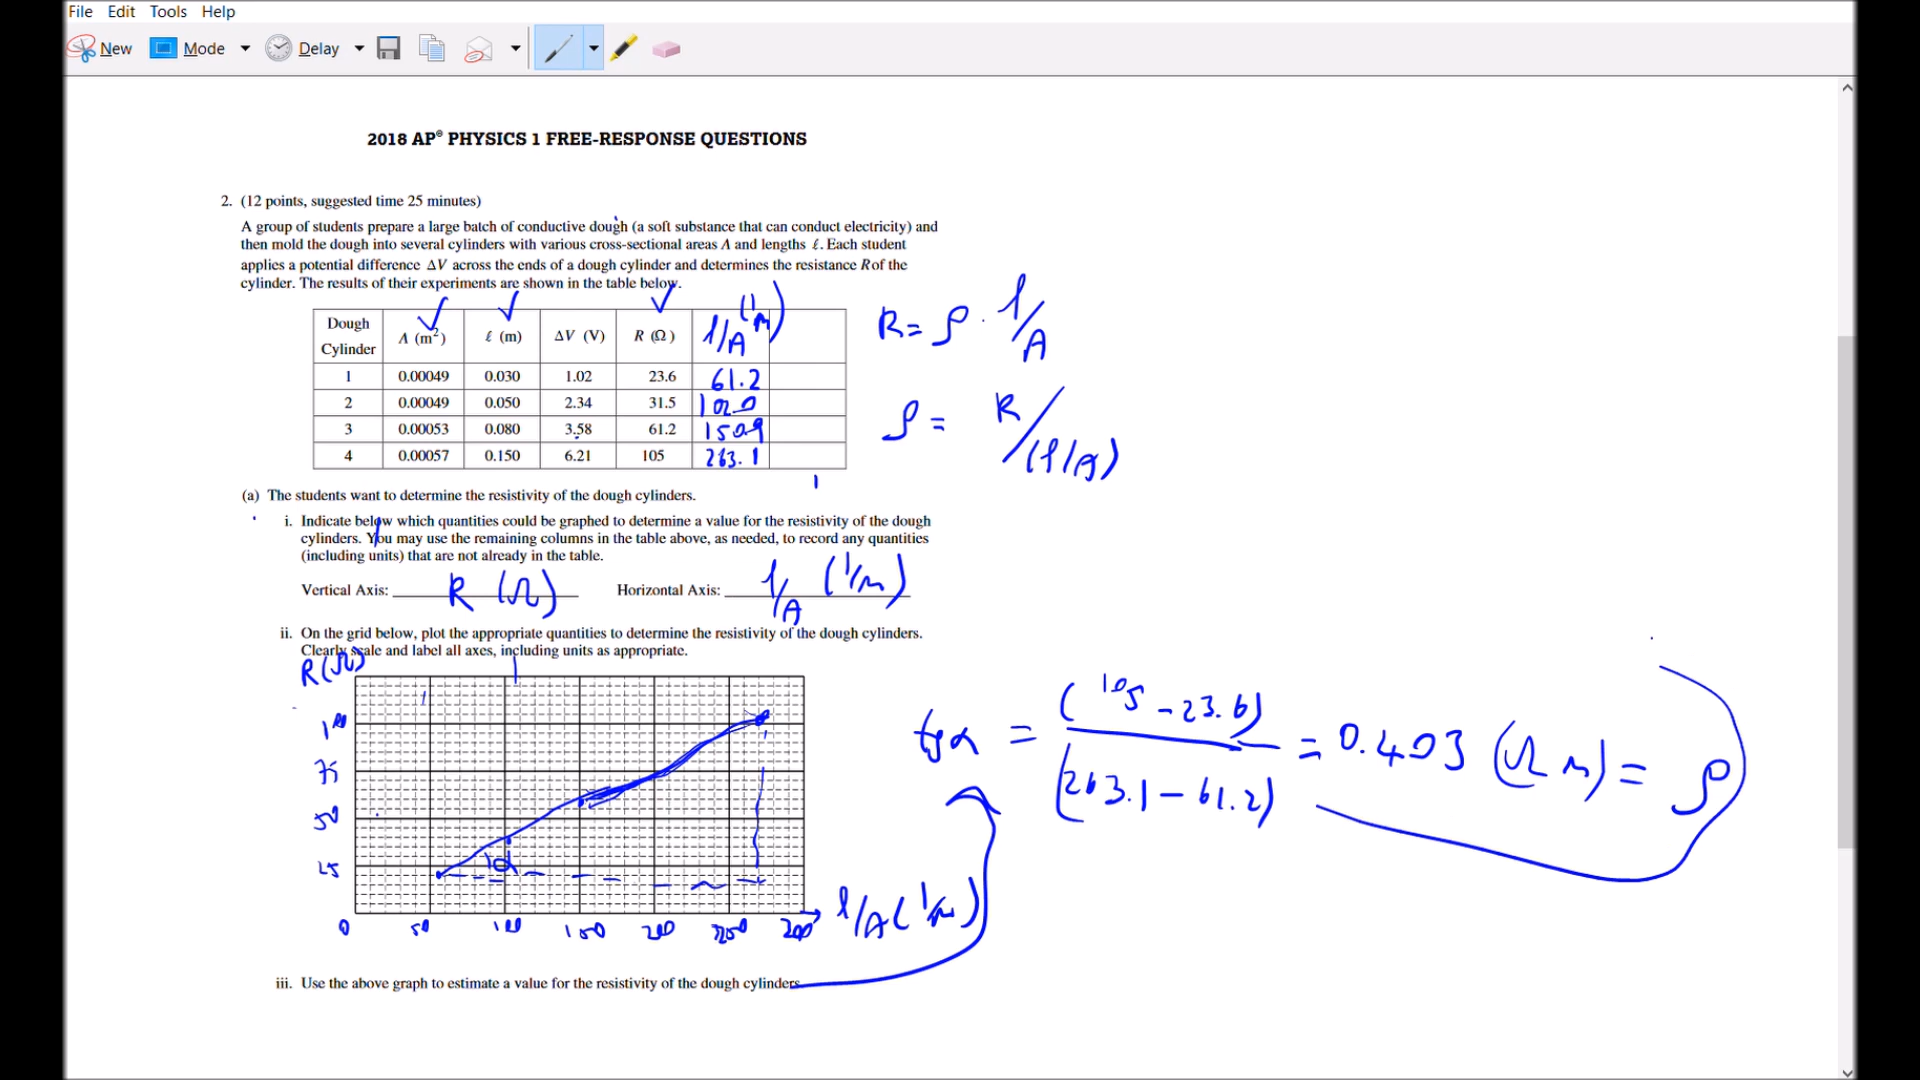 File Edit Tools Help
New Mode Delay
2018 AP® PHYSICS 1 FREE-RESPONSE QUESTIONS
2. (12 points, suggested time 25 minutes)
A group of students prepare a large batch of conductive dough (a soft substance that can conduct electricity) and
then mold the dough into several cylinders with various cross-sectional areas A and lengths ℓ. Each student
applies a potential difference ΔV across the ends of a dough cylinder and determines the resistance R of the
cylinder. The results of their experiments are shown in the table below.
Dough Cylinder A (m²) ℓ (m) ΔV (V) R (Ω) l/A (1/m)
1 0.00049 0.030 1.02 23.6 61.2
2 0.00049 0.050 2.34 31.5 102.0
3 0.00053 0.080 3.58 61.2 150.9
4 0.00057 0.150 6.21 105 263.1
R = ρ · l/A
ρ = R/(l/A)
(a) The students want to determine the resistivity of the dough cylinders.
i. Indicate below which quantities could be graphed to determine a value for the resistivity of the dough
cylinders. You may use the remaining columns in the table above, as needed, to record any quantities
(including units) that are not already in the table.
Vertical Axis: R (Ω) Horizontal Axis: l/A (1/m)
ii. On the grid below, plot the appropriate quantities to determine the resistivity of the dough cylinders.
Clearly scale and label all axes, including units as appropriate.
R(Ω)
100
75
50
25
0 50 100 150 200 250 300 l/A (1/m)
α
tgα = (105 - 23.6) / (263.1 - 61.2) = 0.403 (Ω m) = ρ
iii. Use the above graph to estimate a value for the resistivity of the dough cylinders.